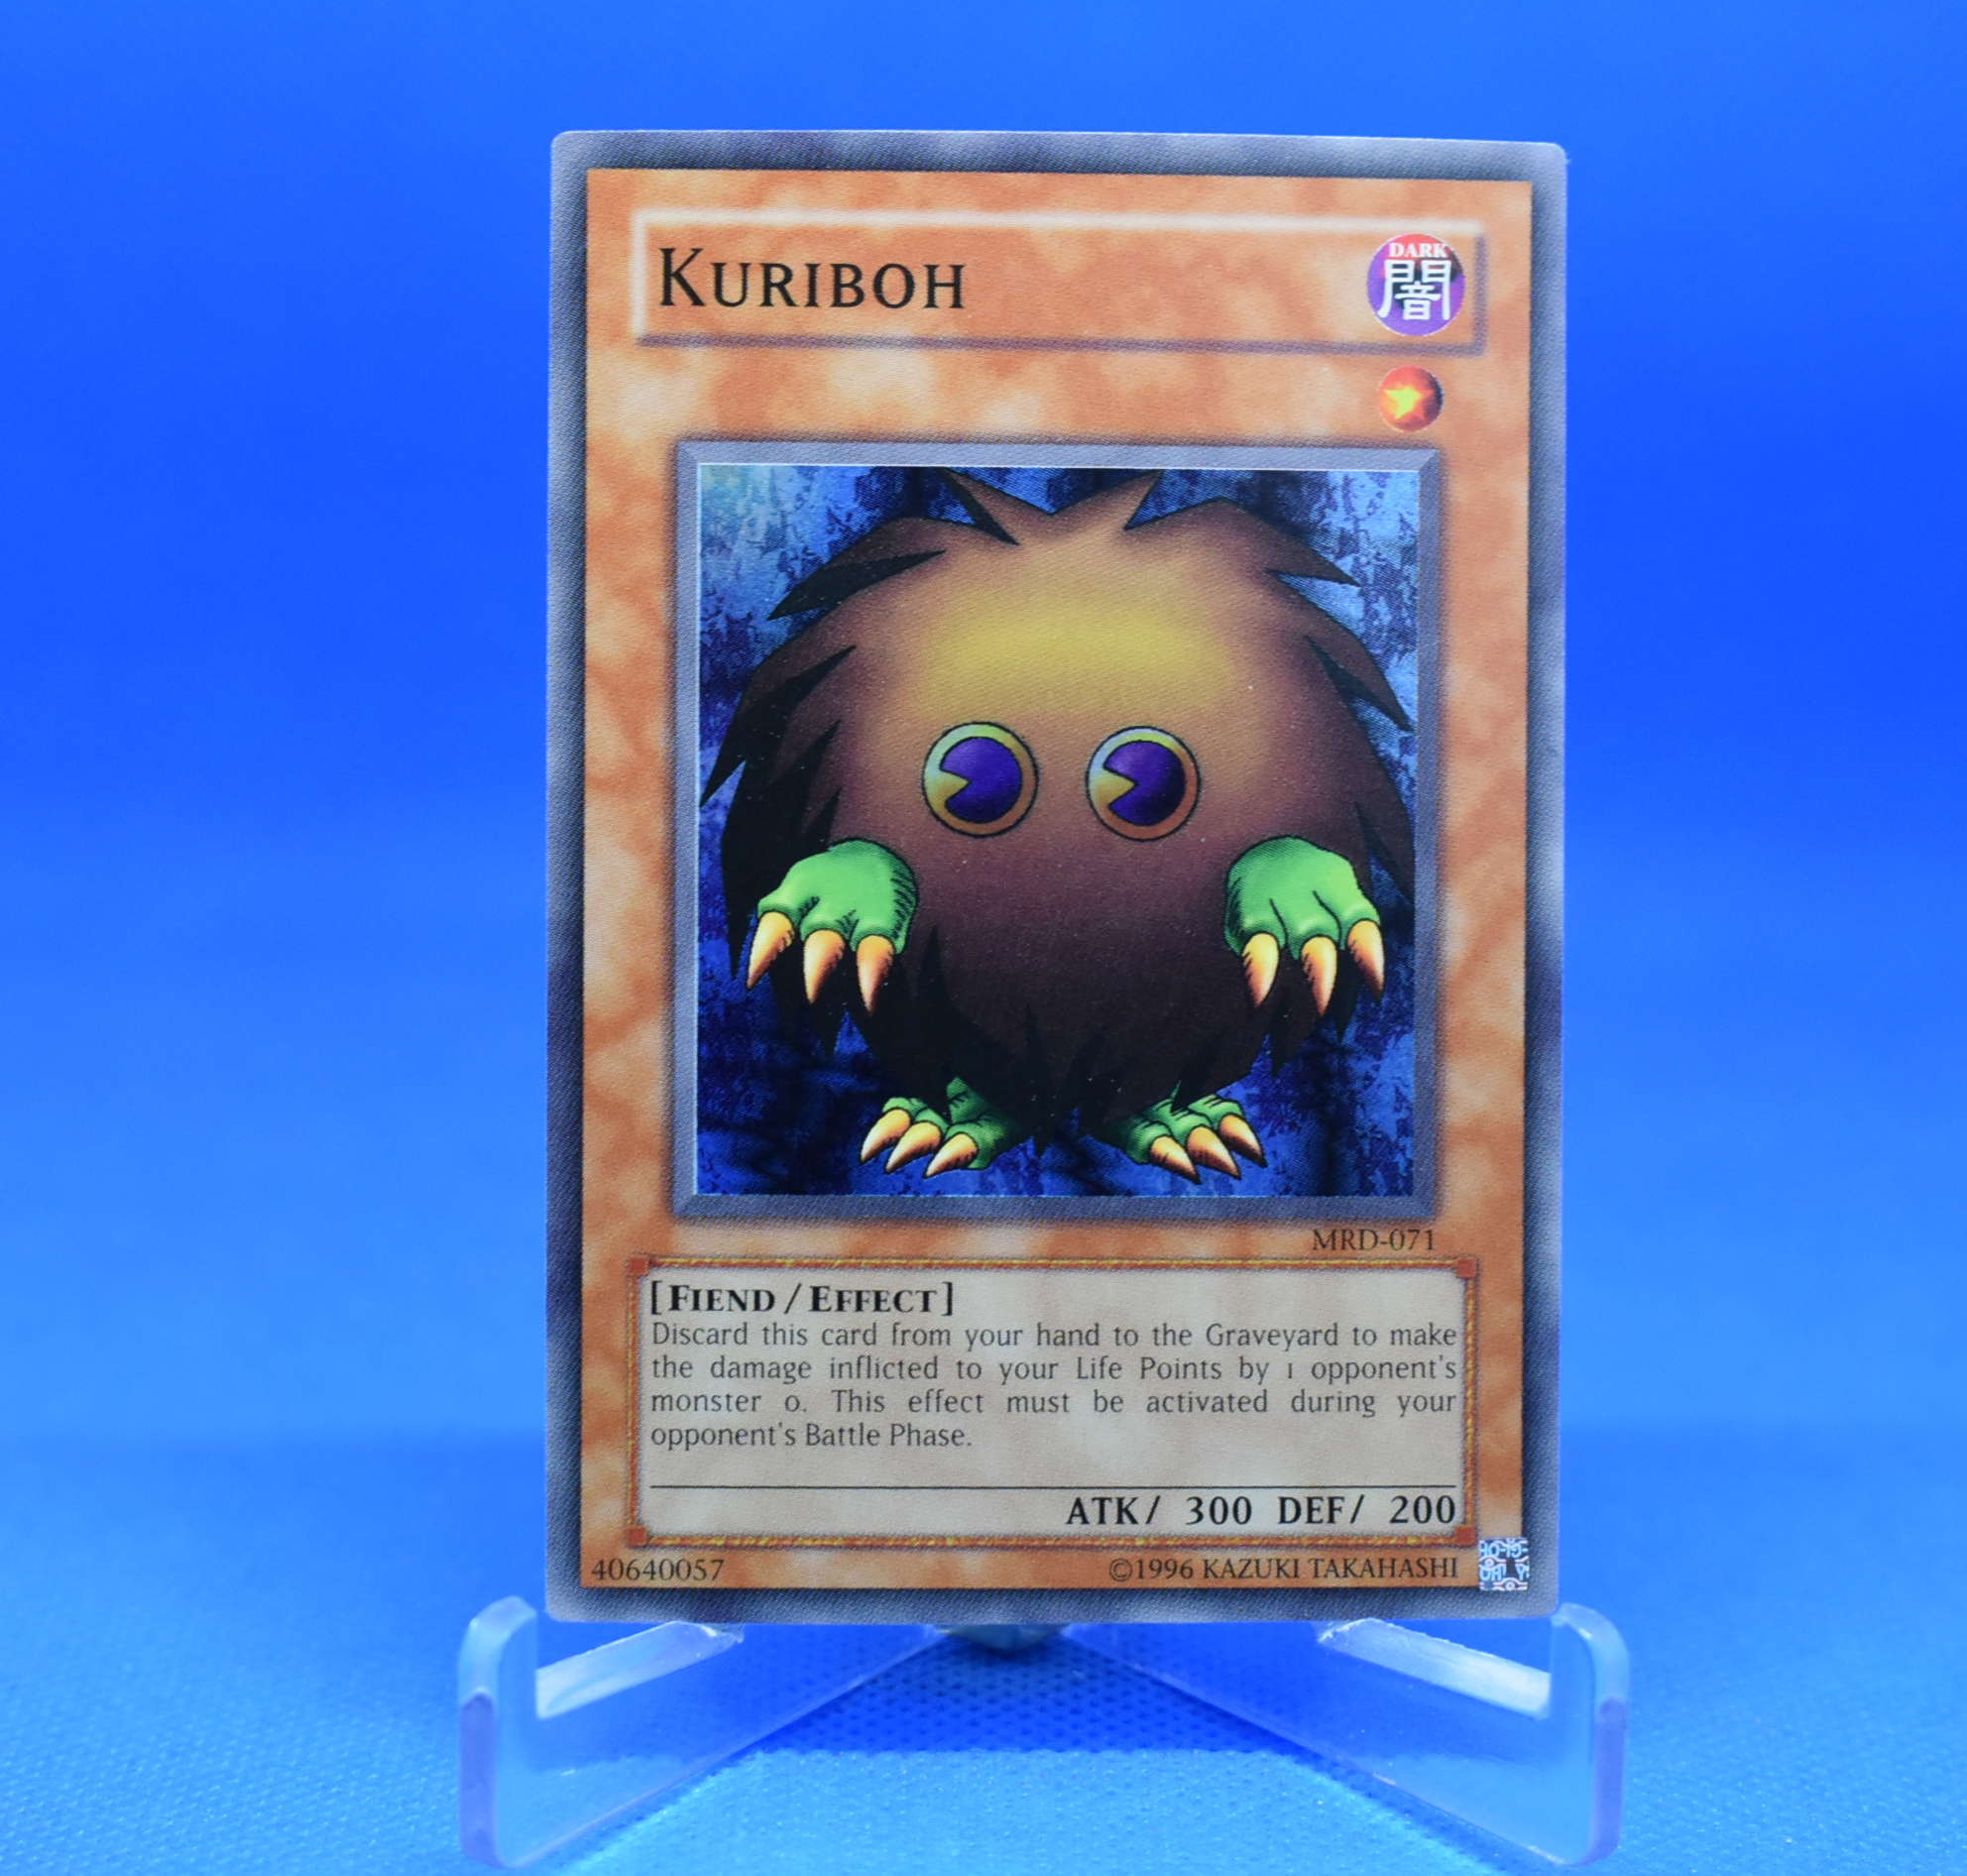 KURIBOH
DARK
闇
MRD-071
[FIEND / EFFECT]
Discard this card from your hand to the Graveyard to make
the damage inflicted to your Life Points by 1 opponent's
monster 0. This effect must be activated during your
opponent's Battle Phase.
ATK/ 300 DEF/ 200
40640057
©1996 KAZUKI TAKAHASHI